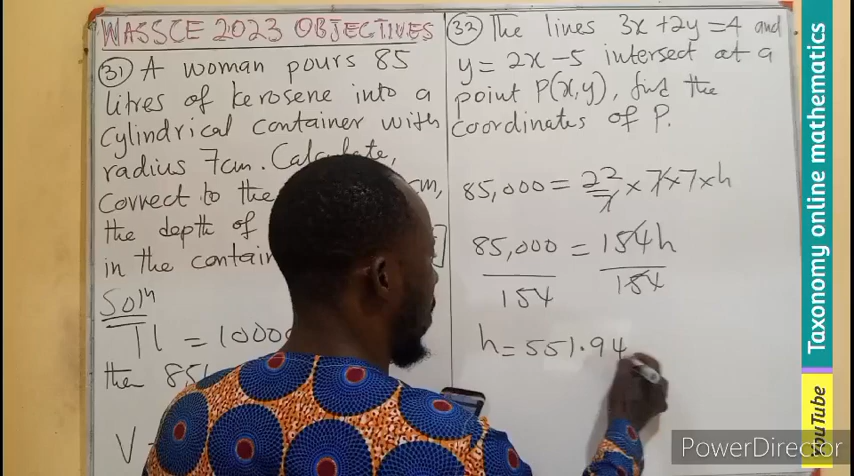 WASSCE 2023 OBJECTIVES
31) A woman pours 85
litres of kerosene into a
cylindrical container with
radius 7cm. Calculate,
correct to the cm,
the depth of
in the contain
Soln
1l = 1000
then 85
V
32) The lines 3x + 2y = 4 and
y = 2x - 5 intersect at a
point P(x,y), find the
coordinates of P.
85,000 = 22/7 × 7 × 7 × h
85,000 = 154h
154 154
h = 551.94
Taxonomy online mathematics
YouTube
PowerDirector